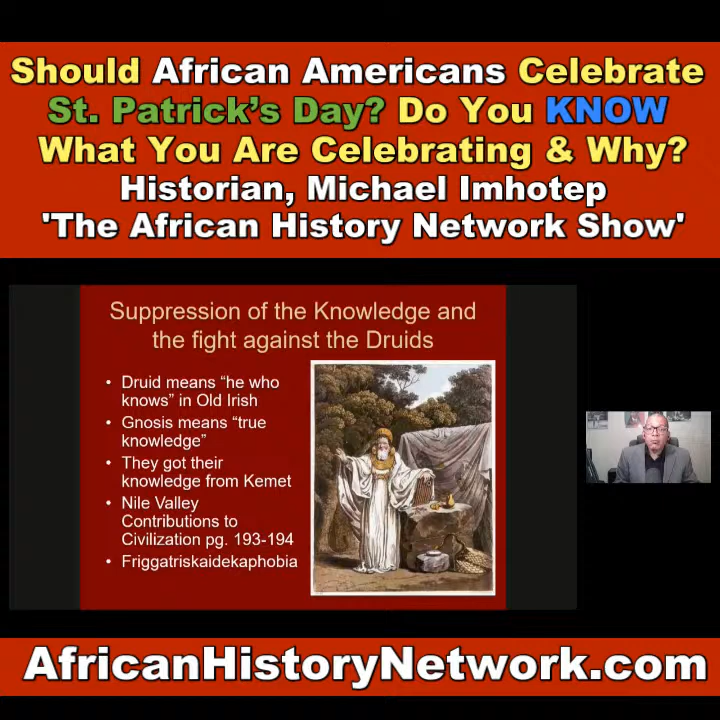 Should African Americans Celebrate
St. Patrick's Day? Do You KNOW
What You Are Celebrating & Why?
Historian, Michael Imhotep
'The African History Network Show'
Suppression of the Knowledge and
the fight against the Druids
• Druid means “he who
knows” in Old Irish
• Gnosis means “true
knowledge”
• They got their
knowledge from Kemet
• Nile Valley
Contributions to
Civilization pg. 193-194
• Friggatriskaidekaphobia
AfricanHistoryNetwork.com